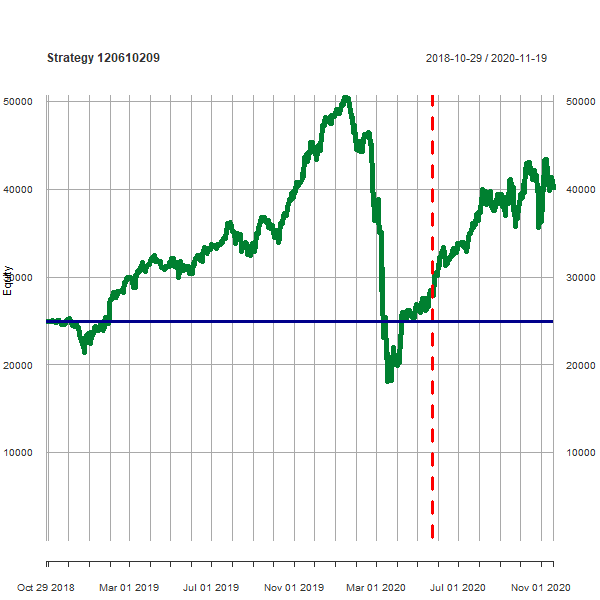 Strategy 120610209
2018-10-29 / 2020-11-19
50000
50000
40000
40000
Equity
30000
30000
20000
20000
10000
10000
Oct 29 2018
Mar 01 2019
Jul 01 2019
Nov 01 2019
Mar 01 2020
Jul 01 2020
Nov 01 2020